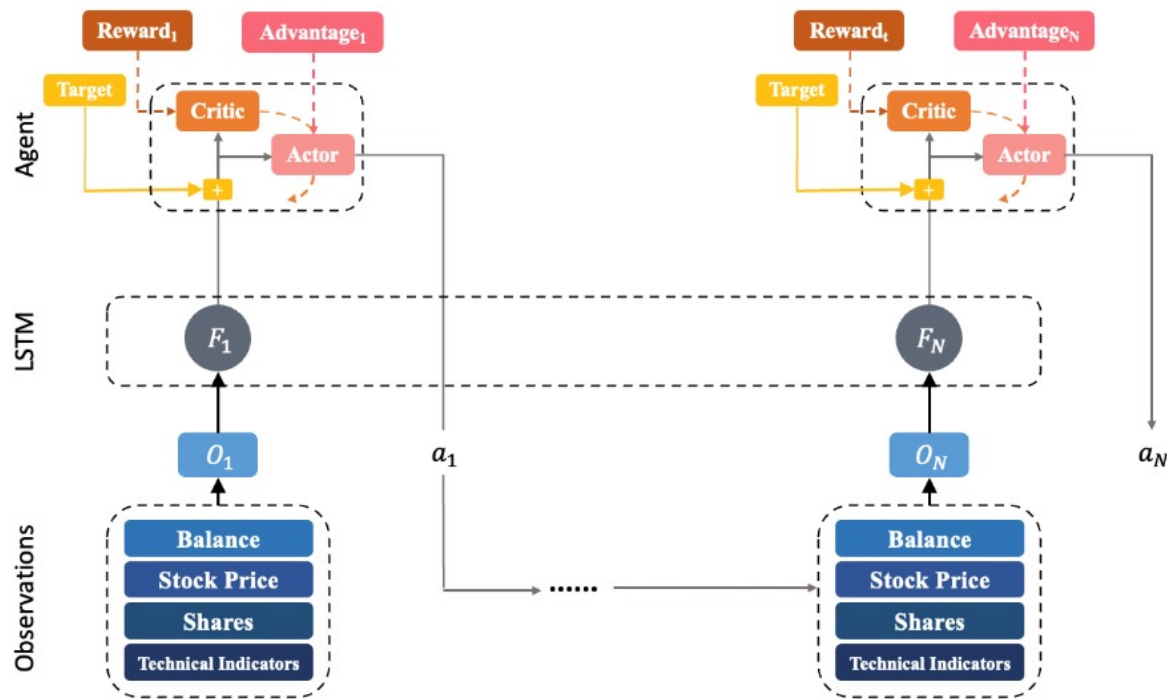 Reward₁
Advantage₁
Rewardₜ
Advantage_N
Target
Critic
Target
Critic
Agent
Actor
Actor
+
+
LSTM
F₁
F_N
O₁
a₁
O_N
a_N
Observations
Balance
Balance
Stock Price
Stock Price
......
Shares
Shares
Technical Indicators
Technical Indicators